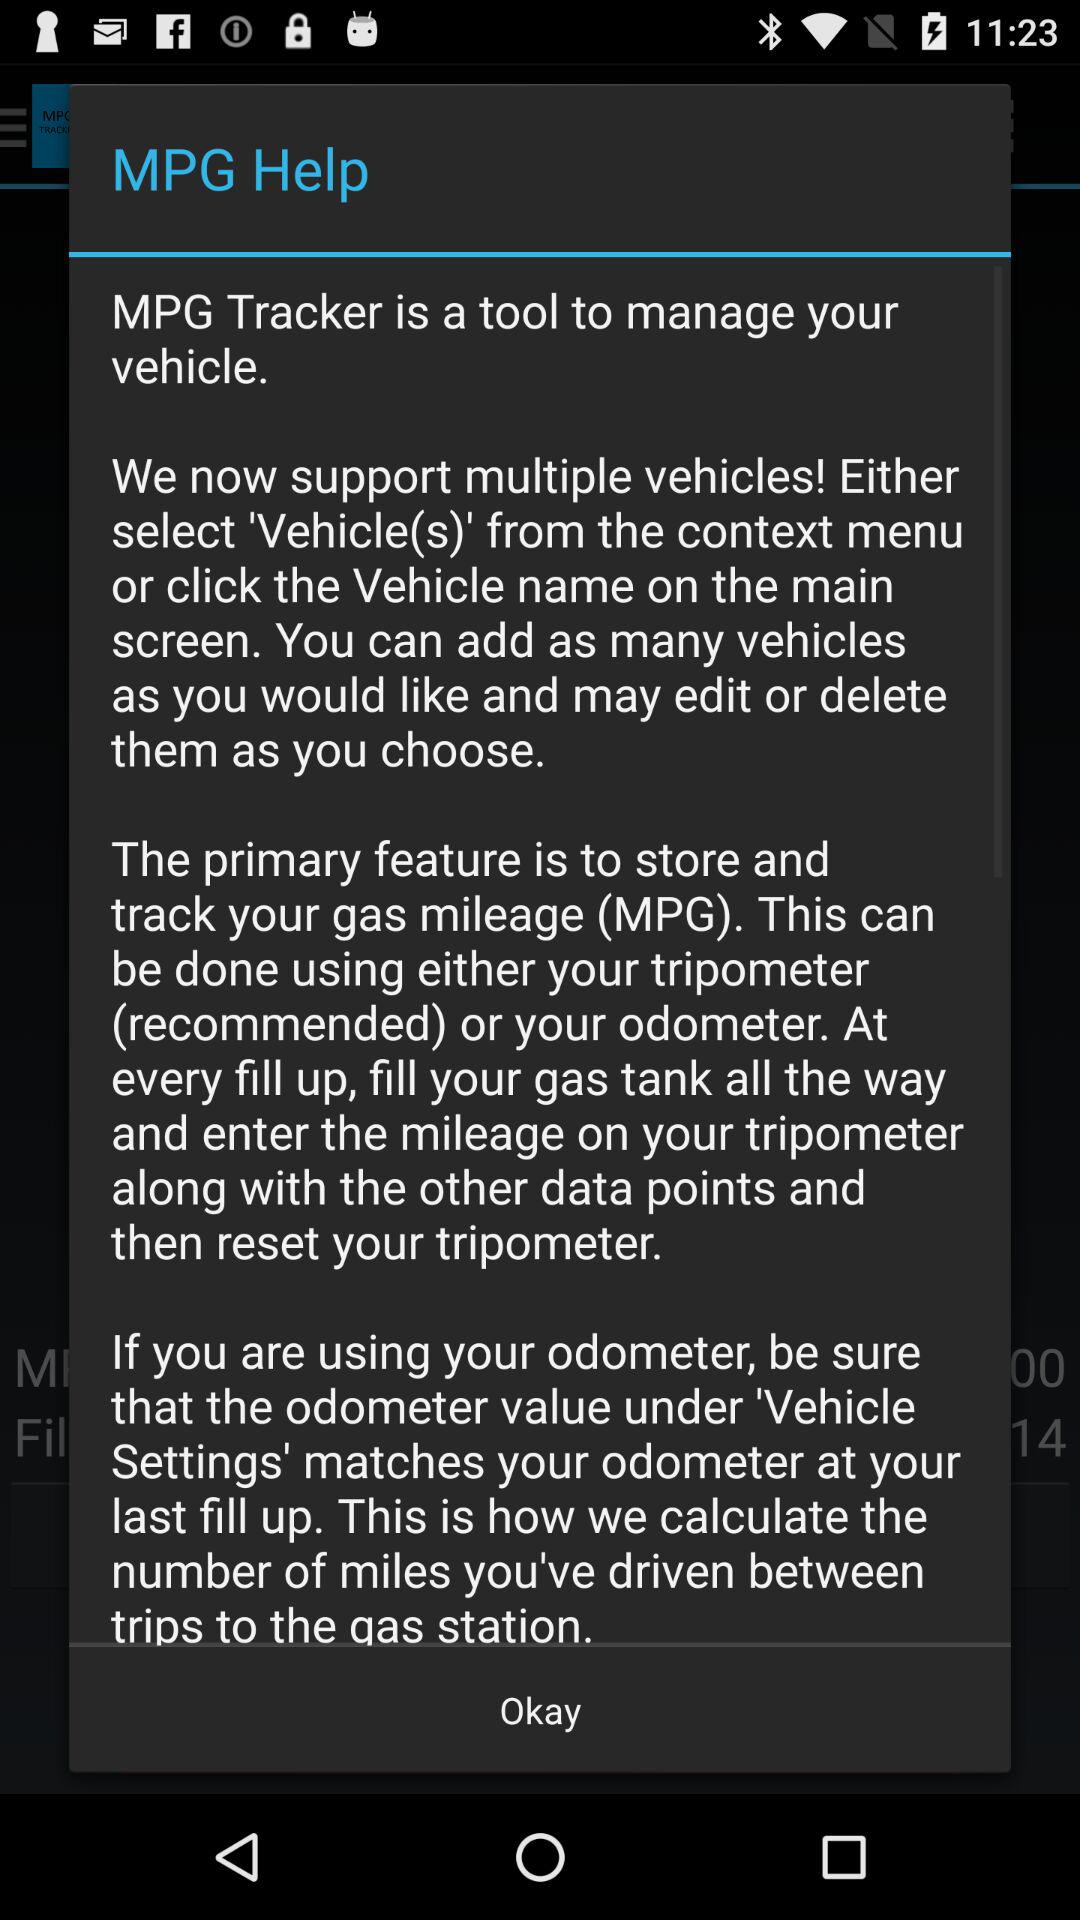 11:23
MPG
TRACK
MPG Help
MPG Tracker is a tool to manage your
vehicle.
We now support multiple vehicles! Either
select 'Vehicle(s)' from the context menu
or click the Vehicle name on the main
screen. You can add as many vehicles
as you would like and may edit or delete
them as you choose.
The primary feature is to store and
track your gas mileage (MPG). This can
be done using either your tripometer
(recommended) or your odometer. At
every fill up, fill your gas tank all the way
and enter the mileage on your tripometer
along with the other data points and
then reset your tripometer.
If you are using your odometer, be sure
that the odometer value under 'Vehicle
Settings' matches your odometer at your
last fill up. This is how we calculate the
number of miles you've driven between
trips to the gas station.
00
Fil
14
Okay